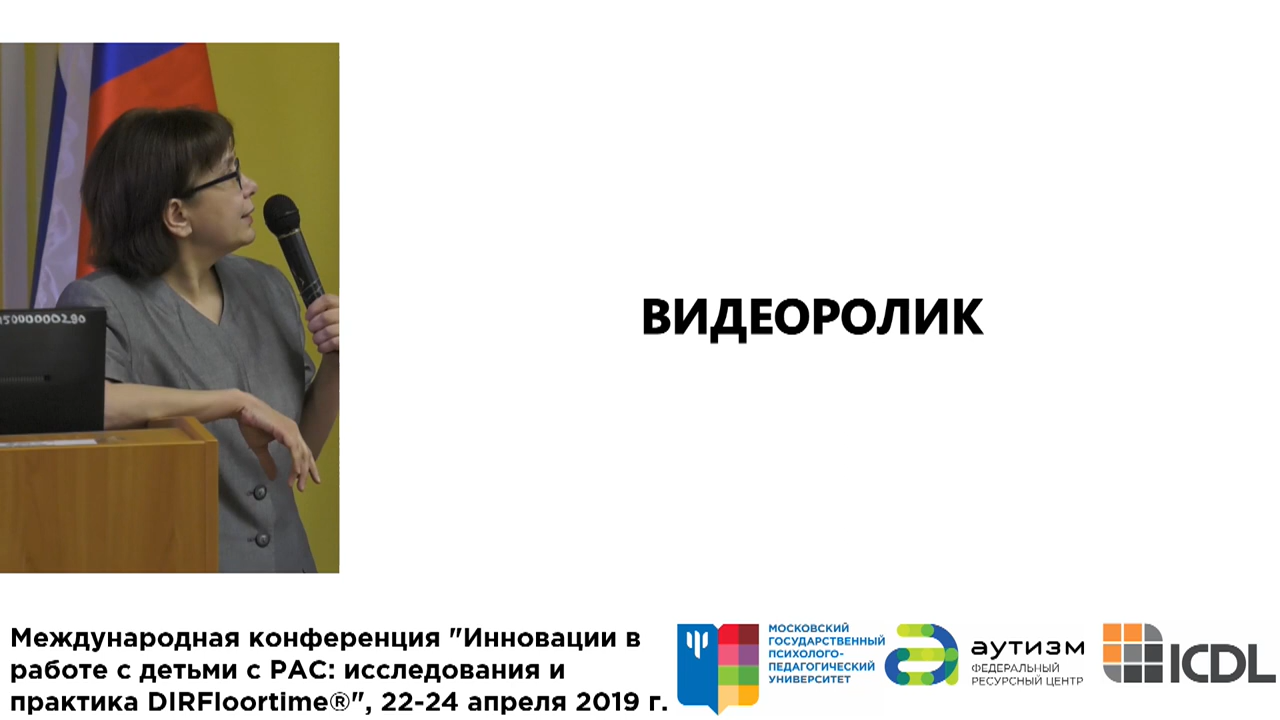 500000290
ВИДЕОРОЛИК
Международная конференция "Инновации в
работе с детьми с РАС: исследования и
практика DIRFloortime®", 22-24 апреля 2019 г.
МОСКОВСКИЙ
ГОСУДАРСТВЕННЫЙ
ПСИХОЛОГО-
ПЕДАГОГИЧЕСКИЙ
УНИВЕРСИТЕТ
аутизм
ФЕДЕРАЛЬНЫЙ
РЕСУРСНЫЙ ЦЕНТР
ICDL